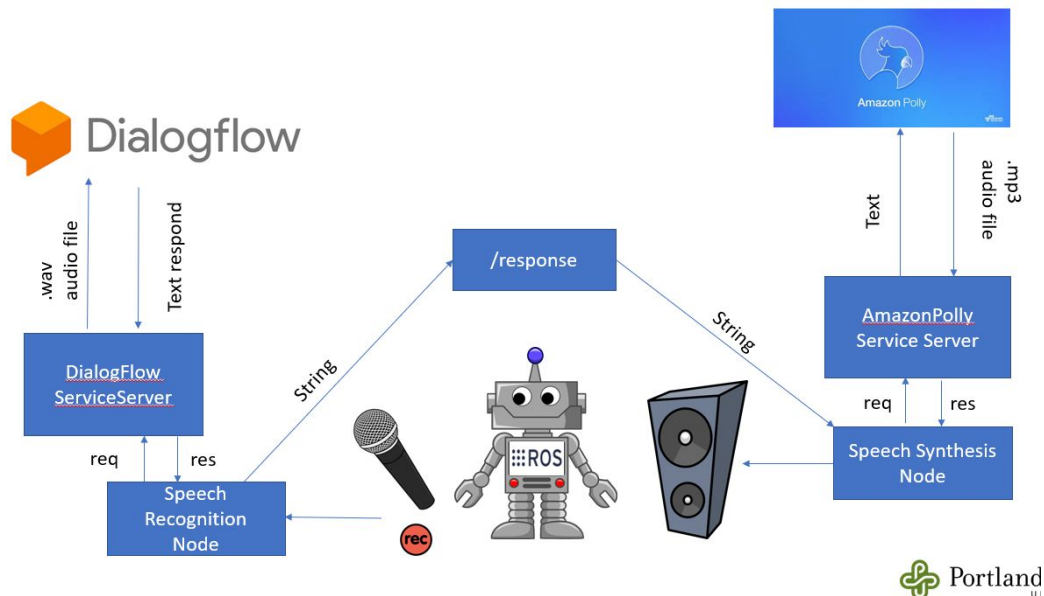 Amazon Polly
Dialogflow
.wav
audio file
Text respond
Text
.mp3
audio file
/response
String
String
DialogFlow
ServiceServer
AmazonPolly
Service Server
req
res
req
res
Speech
Recognition
Node
rec
ROS
Speech Synthesis
Node
Portland